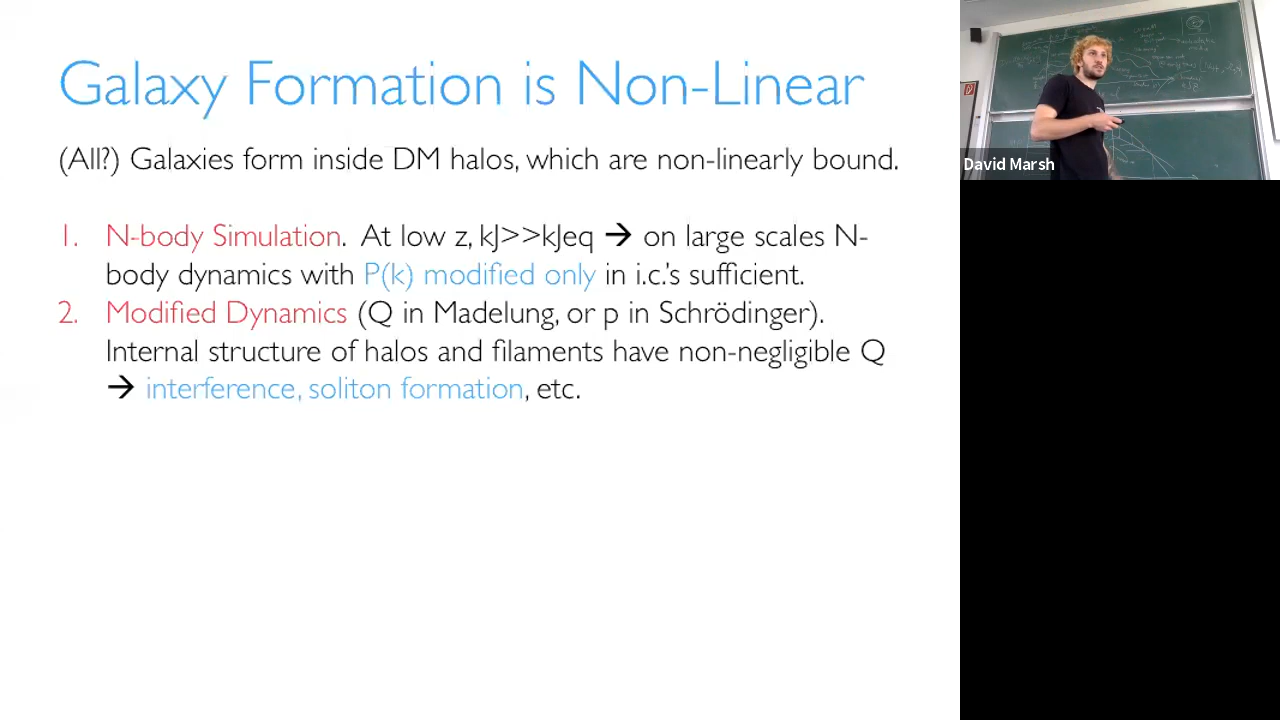 Galaxy Formation is Non-Linear
(All?) Galaxies form inside DM halos, which are non-linearly bound.
1. N-body Simulation. At low z, kJ>>kJeq → on large scales N-
body dynamics with P(k) modified only in i.c.'s sufficient.
2. Modified Dynamics (Q in Madelung, or p in Schrödinger).
Internal structure of halos and filaments have non-negligible Q
→ interference, soliton formation, etc.
David Marsh